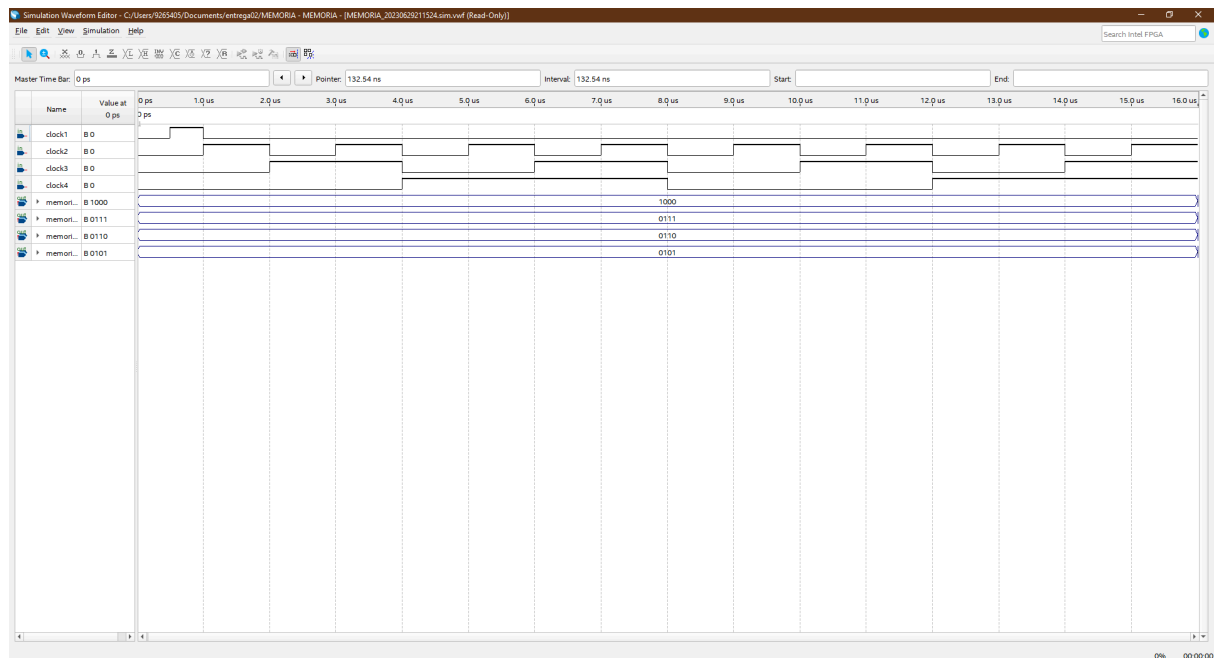 Simulation Waveform Editor - C:/Users/9265405/Documents/entrega02/MEMORIA - MEMORIA - [MEMORIA_20230629211524.sim.vwf (Read-Only)]
File Edit View Simulation Help
Search Intel FPGA
Master Time Bar: 0 ps Pointer: 132.54 ns Interval: 132.54 ns Start: End:
Name Value at 0 ps
0 ps 1.0 us 2.0 us 3.0 us 4.0 us 5.0 us 6.0 us 7.0 us 8.0 us 9.0 us 10.0 us 11.0 us 12.0 us 13.0 us 14.0 us 15.0 us 16.0 us
0 ps
clock1 B 0
clock2 B 0
clock3 B 0
clock4 B 0
memori... B 1000 1000
memori... B 0111 0111
memori... B 0110 0110
memori... B 0101 0101
0% 00:00:00